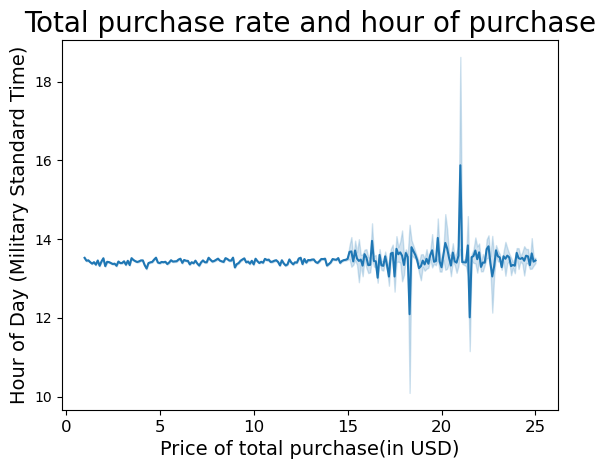 Total purchase rate and hour of purchase
Hour of Day (Military Standard Time)
18
16
14
12
10
0 5 10 15 20 25
Price of total purchase(in USD)